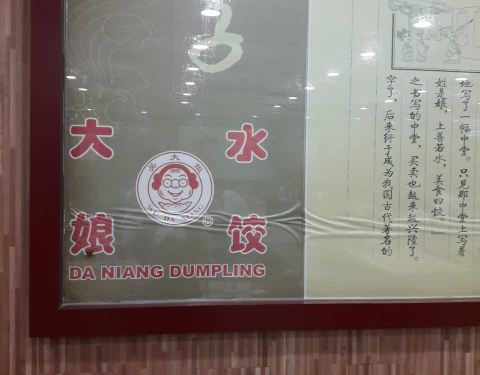 大水
娘饺
DA NIANG DUMPLING
地写了一幅中堂。只见那中堂上写着
姓是娘，上善若水，美食曰饺
之书写的中堂，买卖也越来越兴隆了。
字了，后来终于成为我国古代著名的